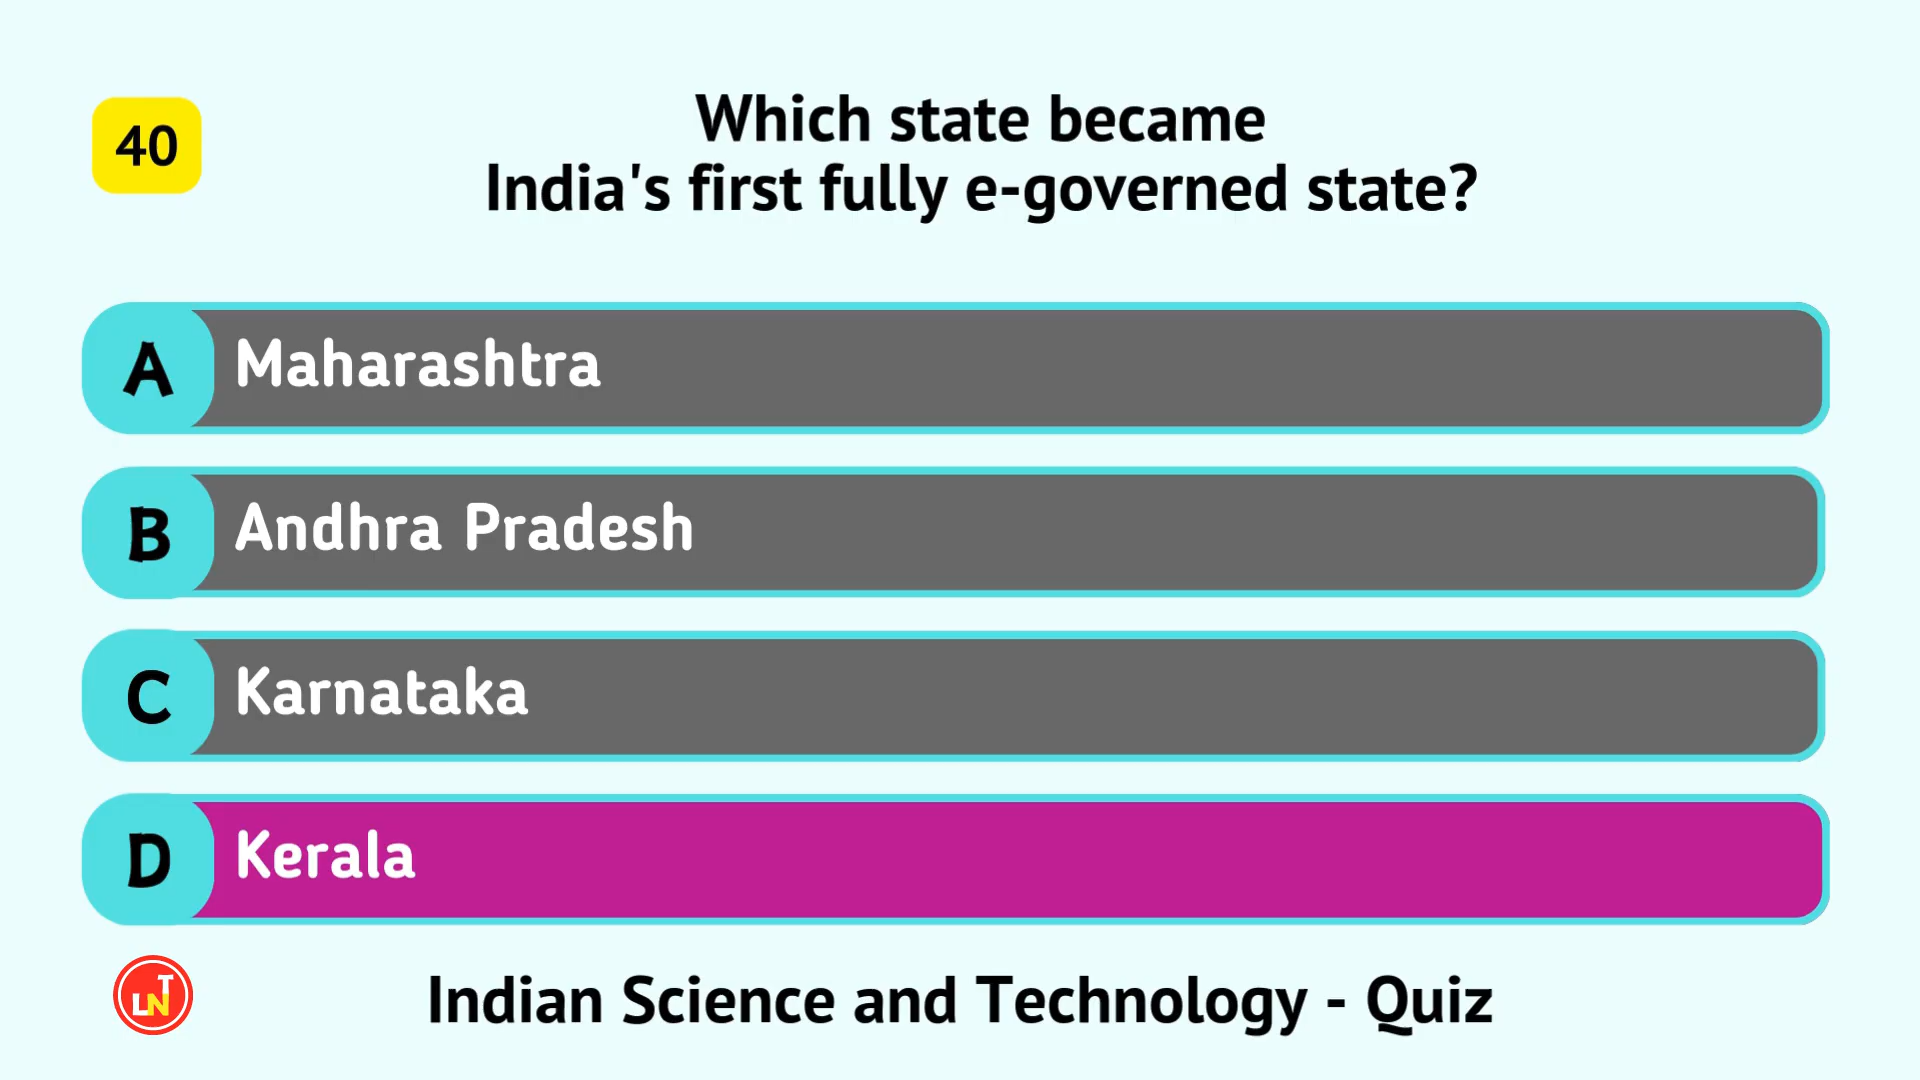 40
Which state became
India's first fully e-governed state?
A Maharashtra
B Andhra Pradesh
C Karnataka
D Kerala
LNT
Indian Science and Technology - Quiz